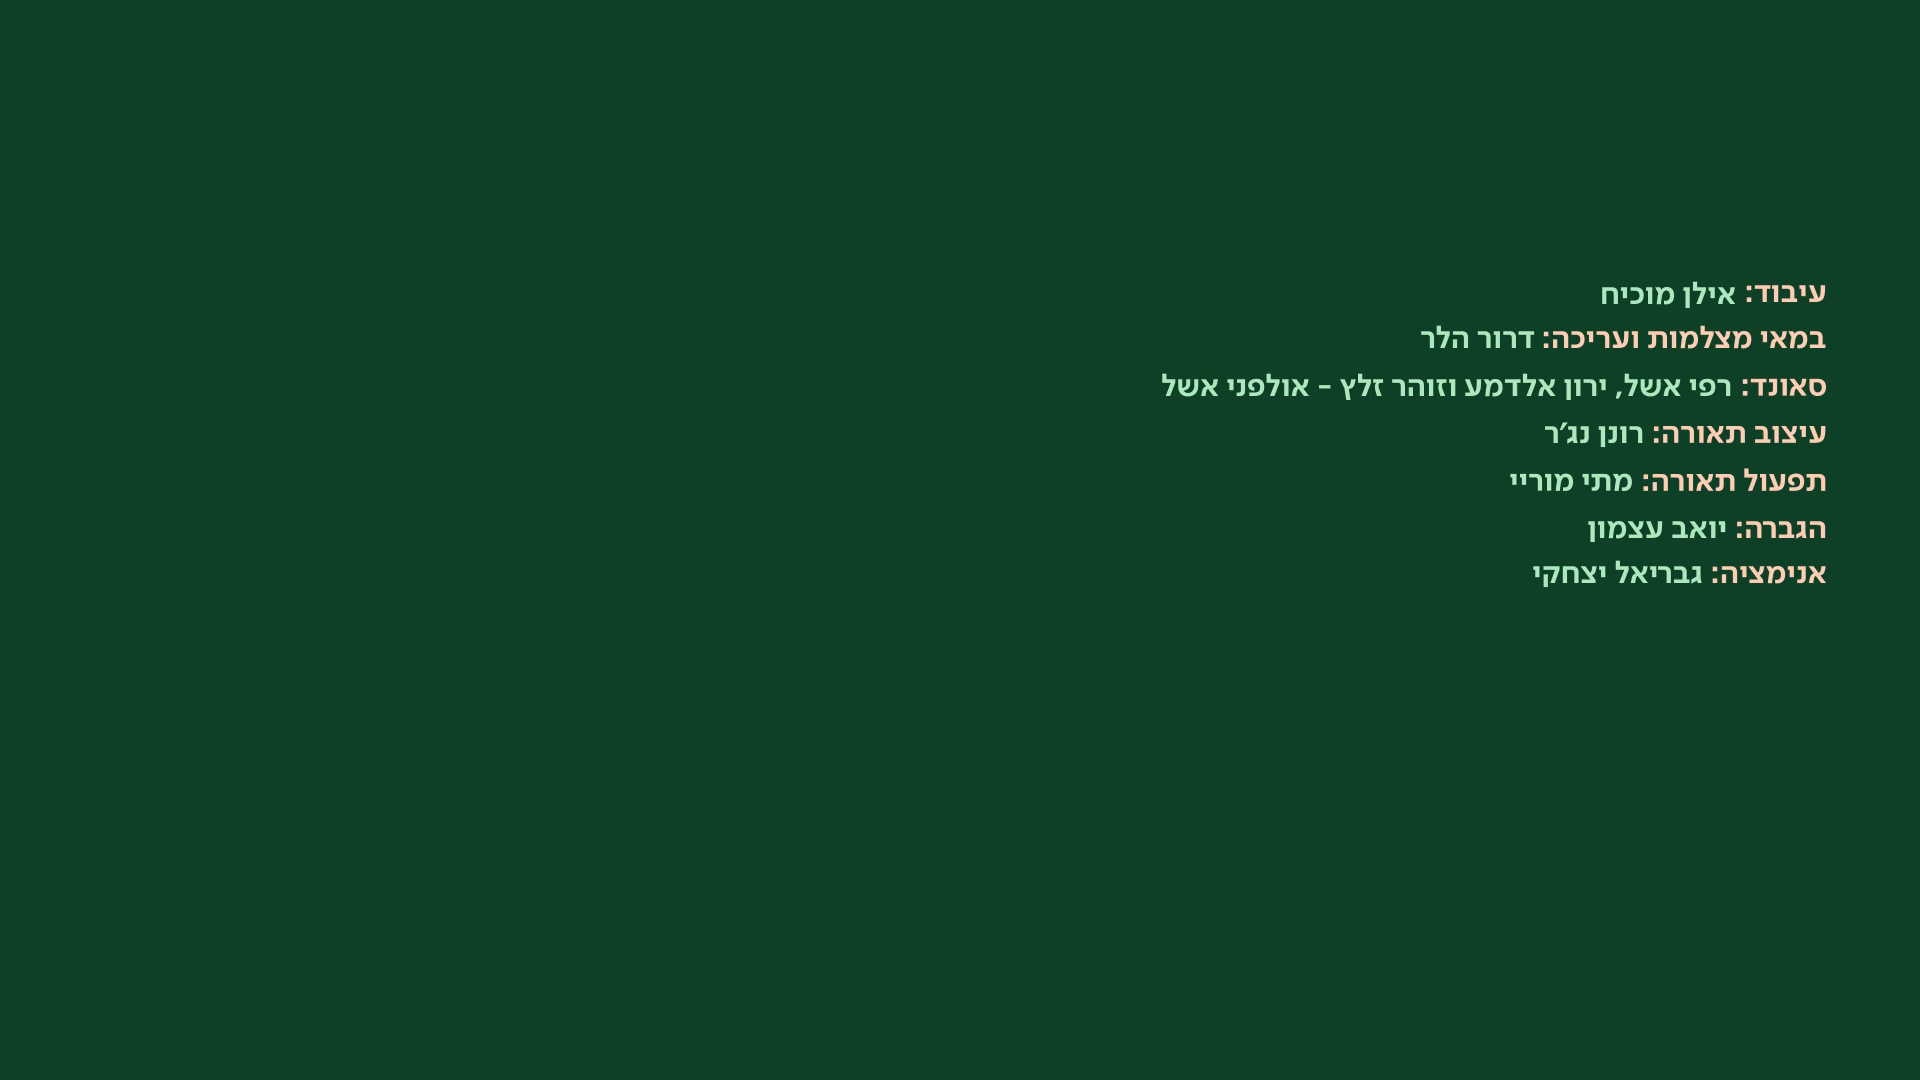 עיבוד: אילן מוכיח
במאי מצלמות ועריכה: דרור הלר
סאונד: רפי אשל, ירון אלדמע וזוהר זלץ – אולפני אשל
עיצוב תאורה: רונן נג׳ר
תפעול תאורה: מתי מוריי
הגברה: יואב עצמון
אנימציה: גבריאל יצחקי